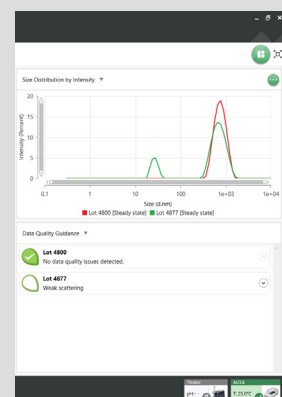 Size Distribution by Intensity
20
15
10
5
0
Intensity (Percent)
0.1 1 10 100 1e+03 1e+04
Size (d.nm)
Lot 4800 [Steady state] Lot 4877 [Steady state]
Data Quality Guidance
Lot 4800
No data quality issues detected.
Lot 4877
Weak scattering
Titrator
AU18
pH---
T: 25.0°C